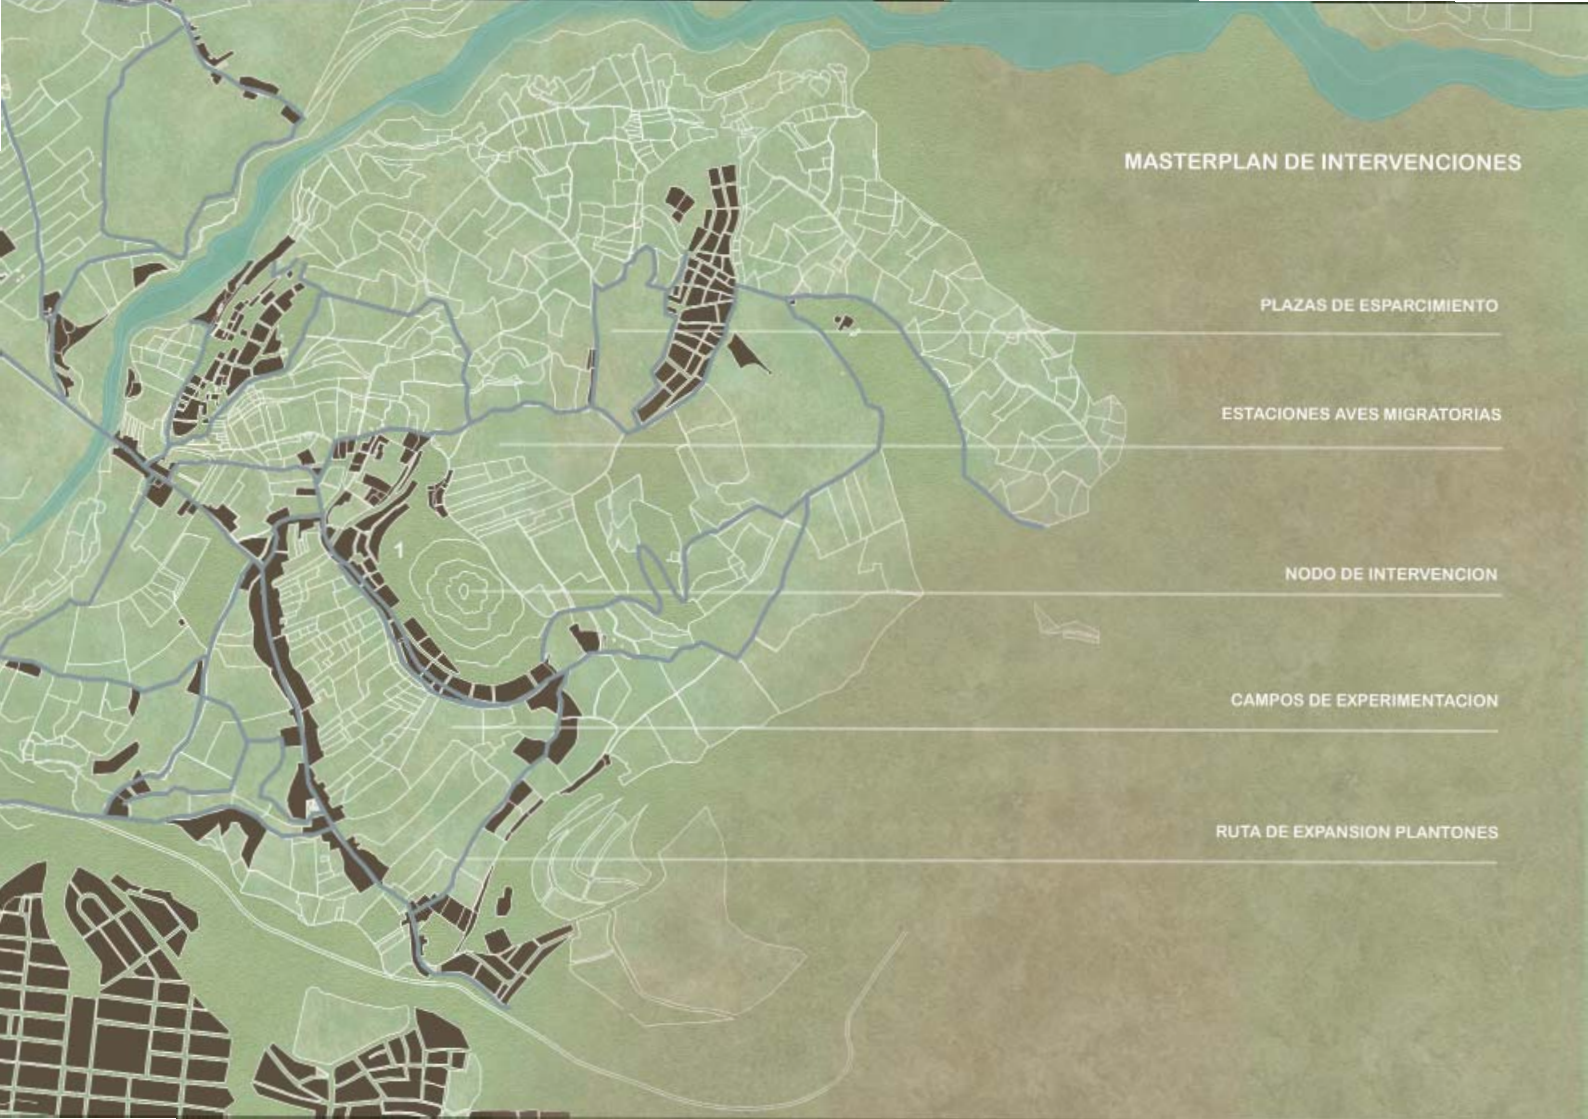 MASTERPLAN DE INTERVENCIONES
PLAZAS DE ESPARCIMIENTO
ESTACIONES AVES MIGRATORIAS
1
NODO DE INTERVENCION
CAMPOS DE EXPERIMENTACION
RUTA DE EXPANSION PLANTONES